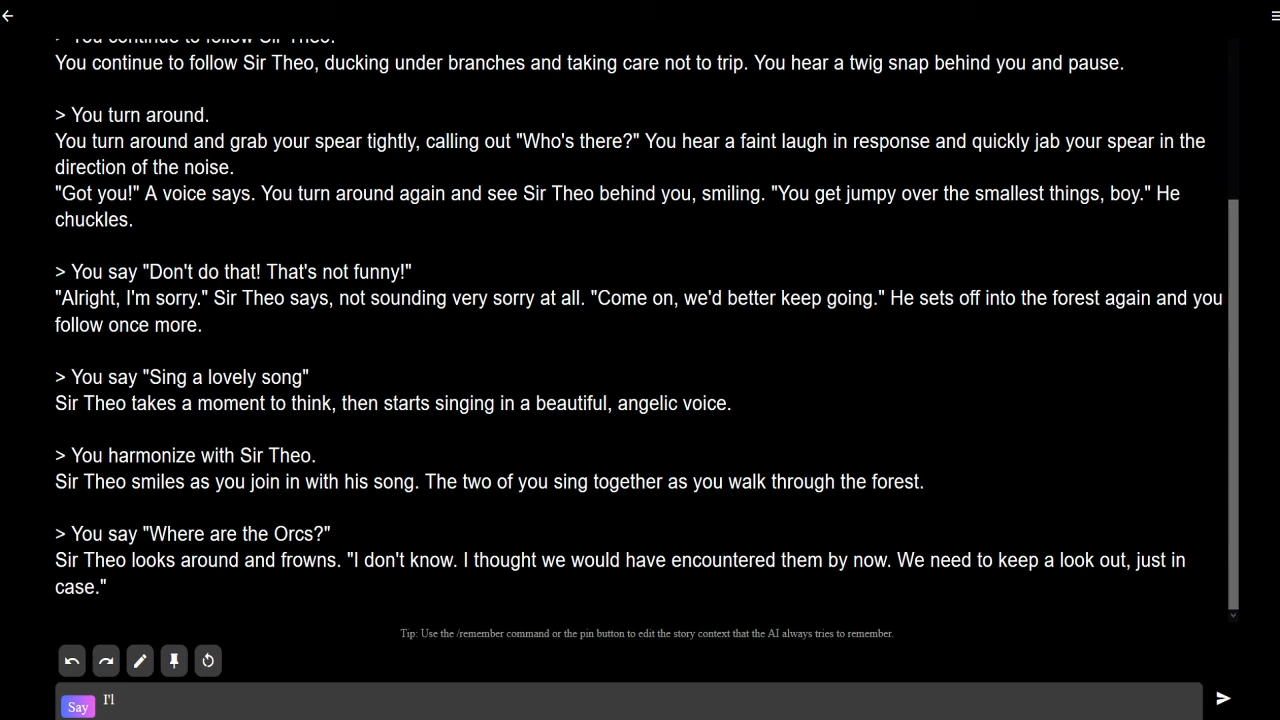 > You continue to follow Sir Theo.
You continue to follow Sir Theo, ducking under branches and taking care not to trip. You hear a twig snap behind you and pause.
> You turn around.
You turn around and grab your spear tightly, calling out "Who's there?" You hear a faint laugh in response and quickly jab your spear in the
direction of the noise.
"Got you!" A voice says. You turn around again and see Sir Theo behind you, smiling. "You get jumpy over the smallest things, boy." He
chuckles.
> You say "Don't do that! That's not funny!"
"Alright, I'm sorry." Sir Theo says, not sounding very sorry at all. "Come on, we'd better keep going." He sets off into the forest again and you
follow once more.
> You say "Sing a lovely song"
Sir Theo takes a moment to think, then starts singing in a beautiful, angelic voice.
> You harmonize with Sir Theo.
Sir Theo smiles as you join in with his song. The two of you sing together as you walk through the forest.
> You say "Where are the Orcs?"
Sir Theo looks around and frowns. "I don't know. I thought we would have encountered them by now. We need to keep a look out, just in
case."
Tip: Use the /remember command or the pin button to edit the story context that the AI always tries to remember.
Say I'l